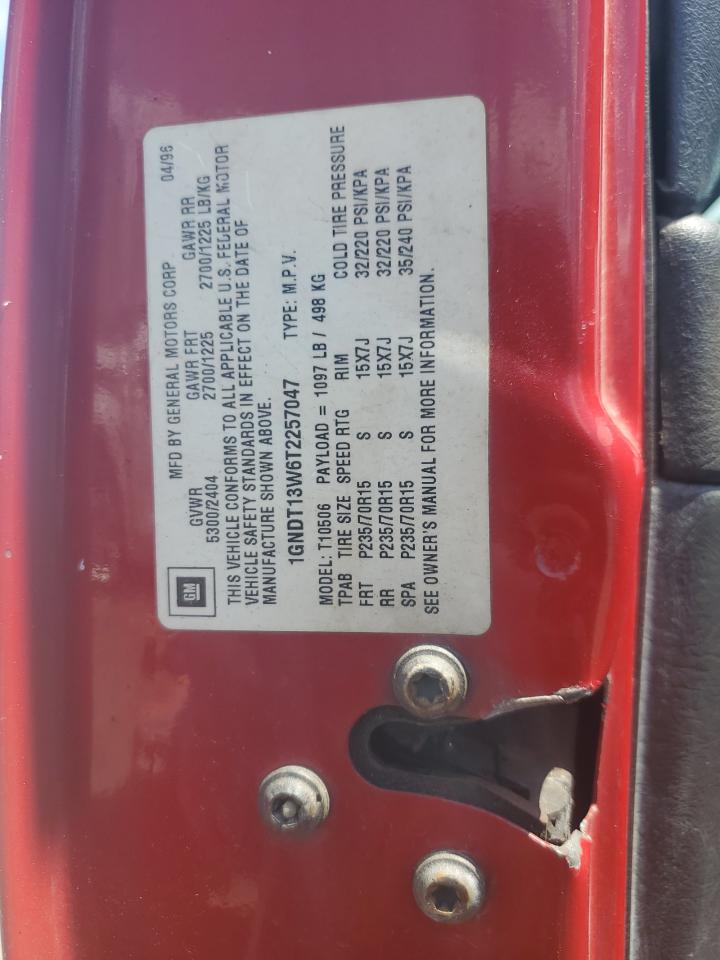 MFD BY GENERAL MOTORS CORP 04/96
GVWR GAWR FRT GAWR RR
5300/2404 2700/1225 2700/1225 LB/KG
THIS VEHICLE CONFORMS TO ALL APPLICABLE U.S. FEDERAL MOTOR
VEHICLE SAFETY STANDARDS IN EFFECT ON THE DATE OF
MANUFACTURE SHOWN ABOVE.
1GNDT13W6T2257047 TYPE: M.P.V.
MODEL: T10506 PAYLOAD = 1097 LB / 498 KG
TPAB TIRE SIZE SPEED RTG RIM COLD TIRE PRESSURE
FRT P235/70R15 S 15X7J 32/220 PSI/KPA
RR P235/70R15 S 15X7J 32/220 PSI/KPA
SPA P235/70R15 S 15X7J 35/240 PSI/KPA
SEE OWNER'S MANUAL FOR MORE INFORMATION.
GM